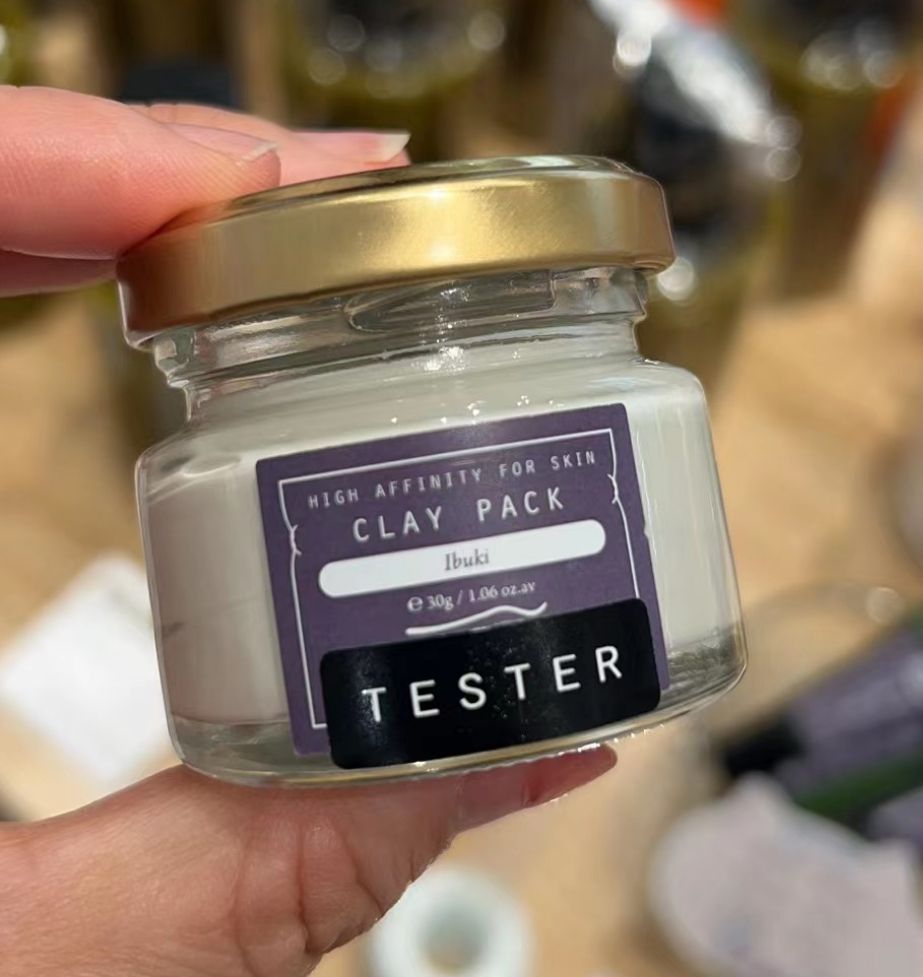 HIGH AFFINITY FOR SKIN
CLAY PACK
Ibuki
℮ 30g / 1.06 oz.av
TESTER